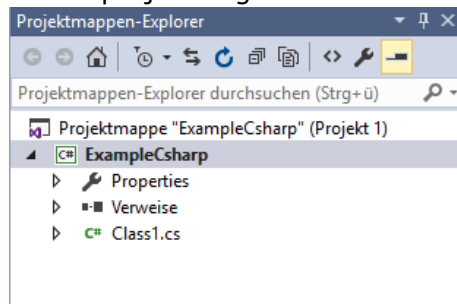 Projektmappen-Explorer
Projektmappen-Explorer durchsuchen (Strg+ü)
Projektmappe "ExampleCsharp" (Projekt 1)
C# ExampleCsharp
Properties
Verweise
C# Class1.cs